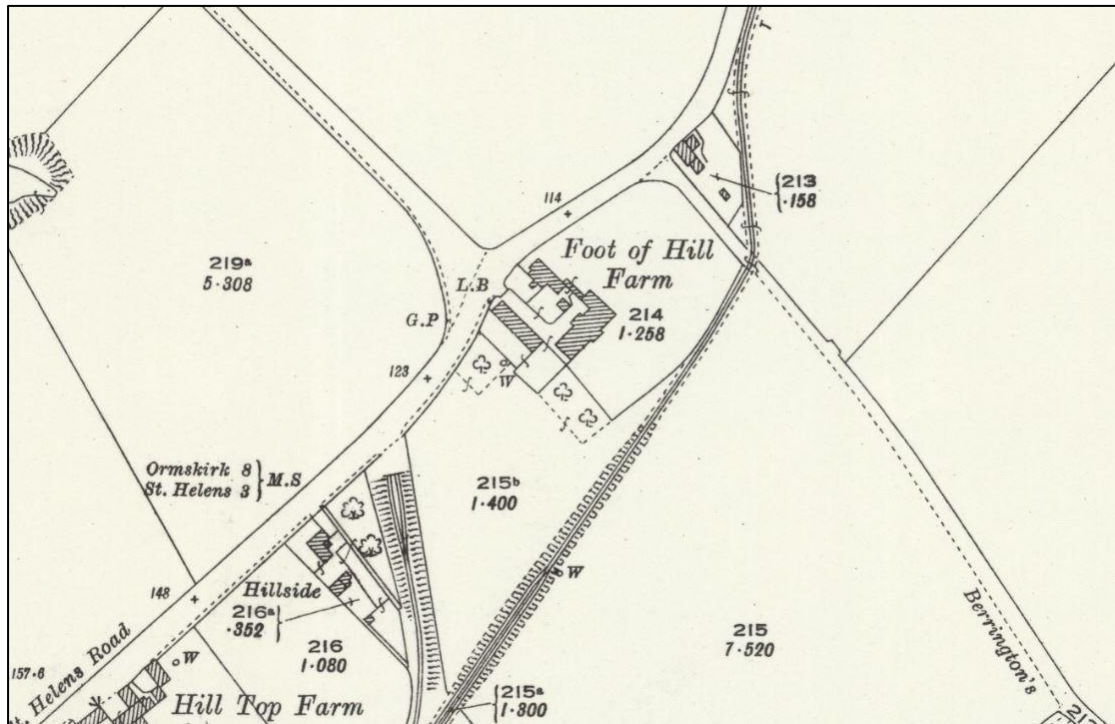 T
213
.158
114
Foot of Hill
Farm
219a
5.308
L.B
G.P
214
1.258
123
W
Ormskirk 8
St. Helens 3
M.S
215b
1.400
W
148
Hillside
216a
.352
216
1.080
215
7.520
Berrington's
St. Helens Road
157.6
W
Hill Top Farm
215a
1.300